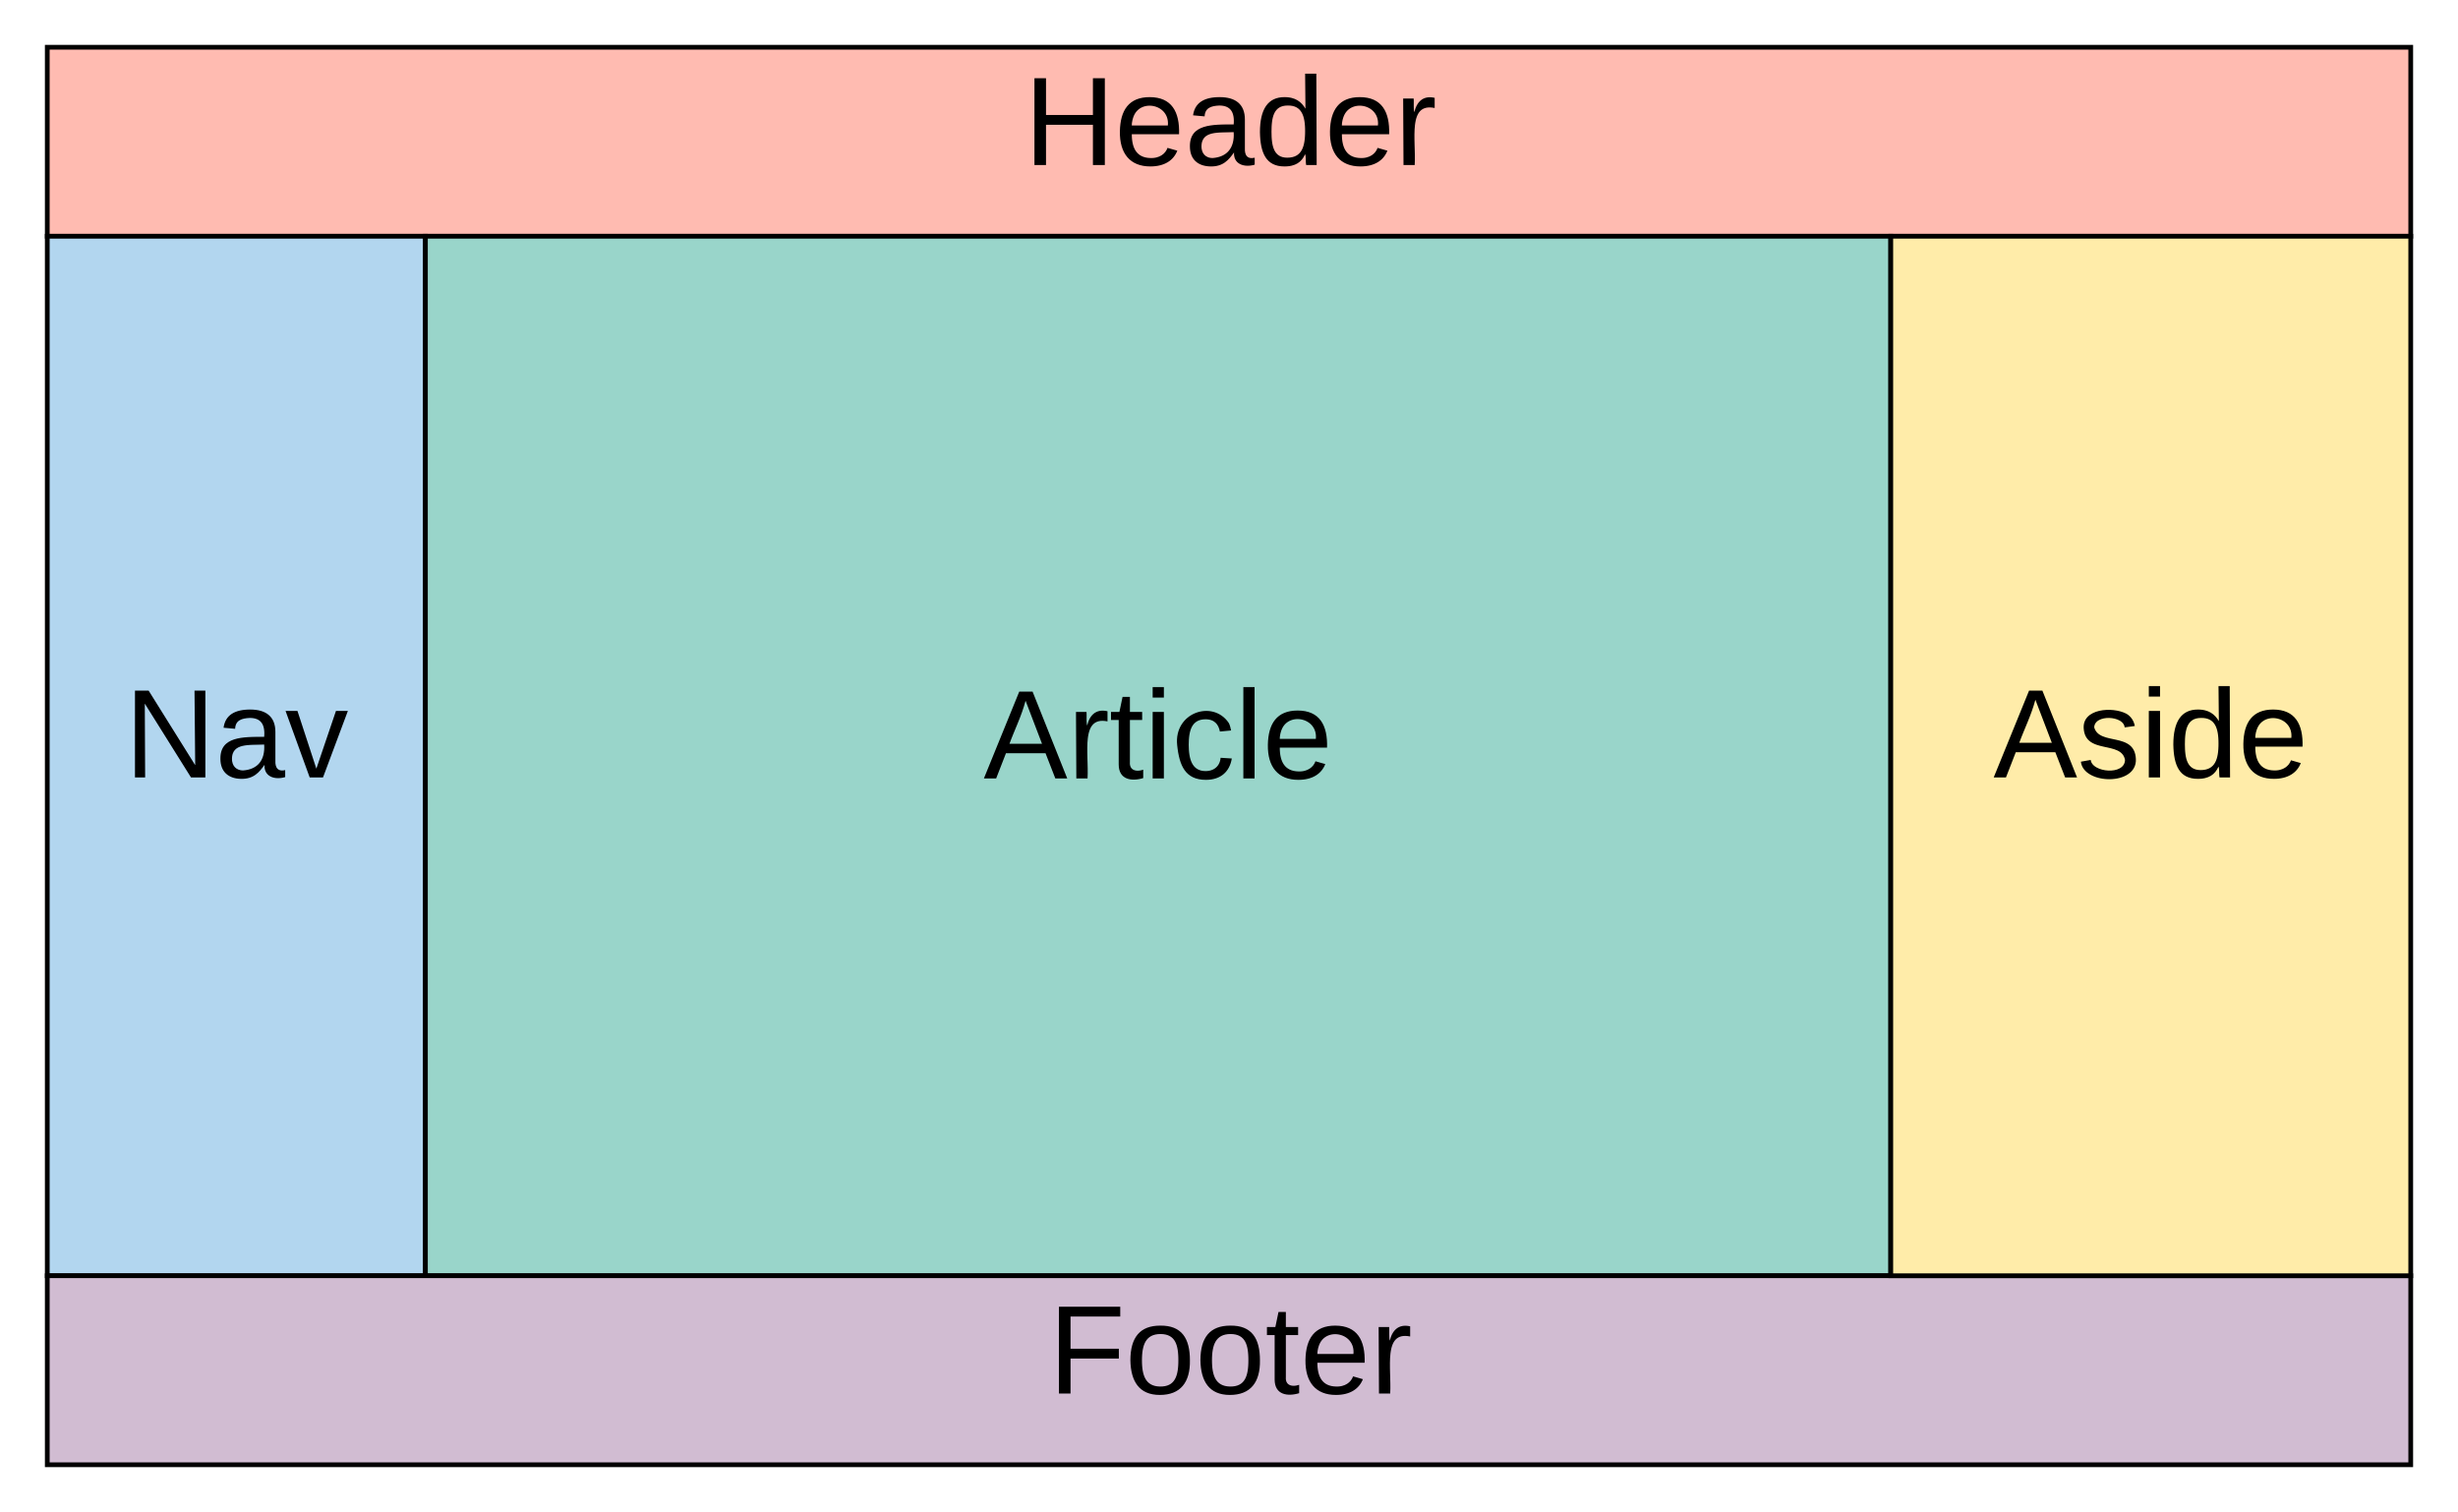 Header
Nav
Article
Aside
Footer